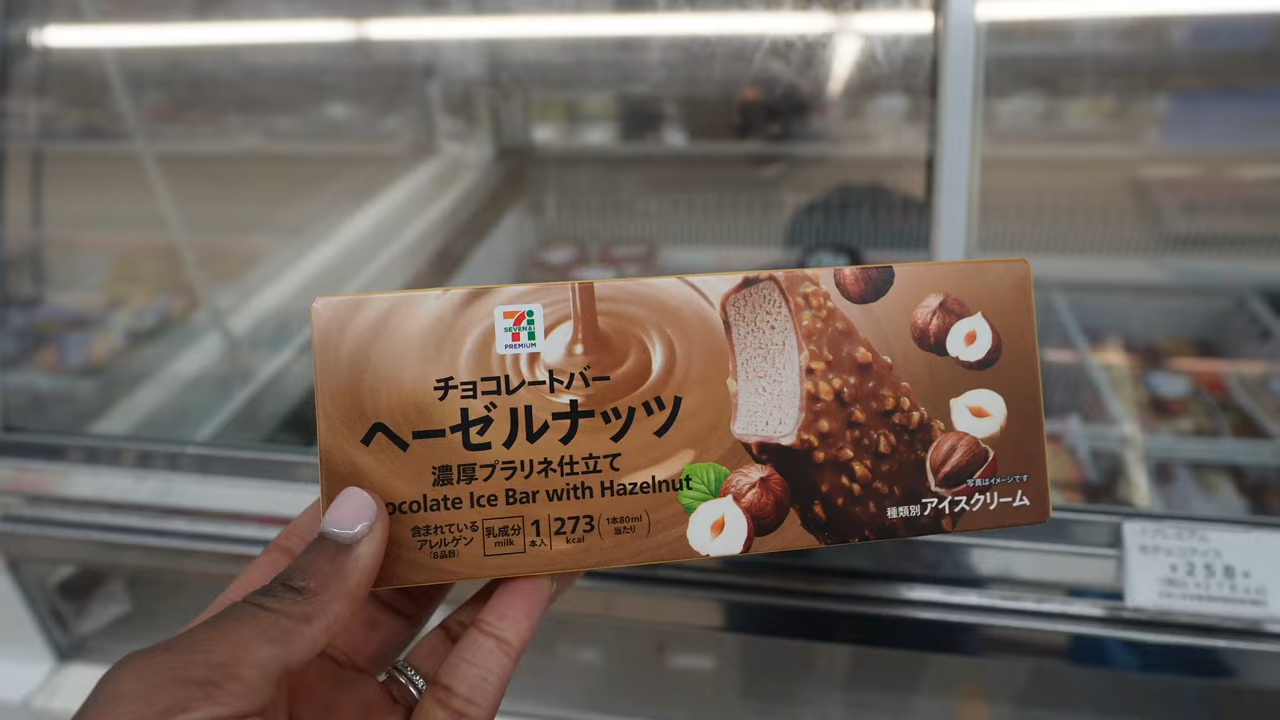 7i
SEVEN&i
PREMIUM
チョコレートバー
ヘーゼルナッツ
濃厚プラリネ仕立て
ocolate Ice Bar with Hazelnut
含まれている
アレルゲン
(8品目)
乳成分
milk
1
本入
273
kcal
(1本80ml
当たり)
写真はイメージです
種類別 アイスクリーム
258